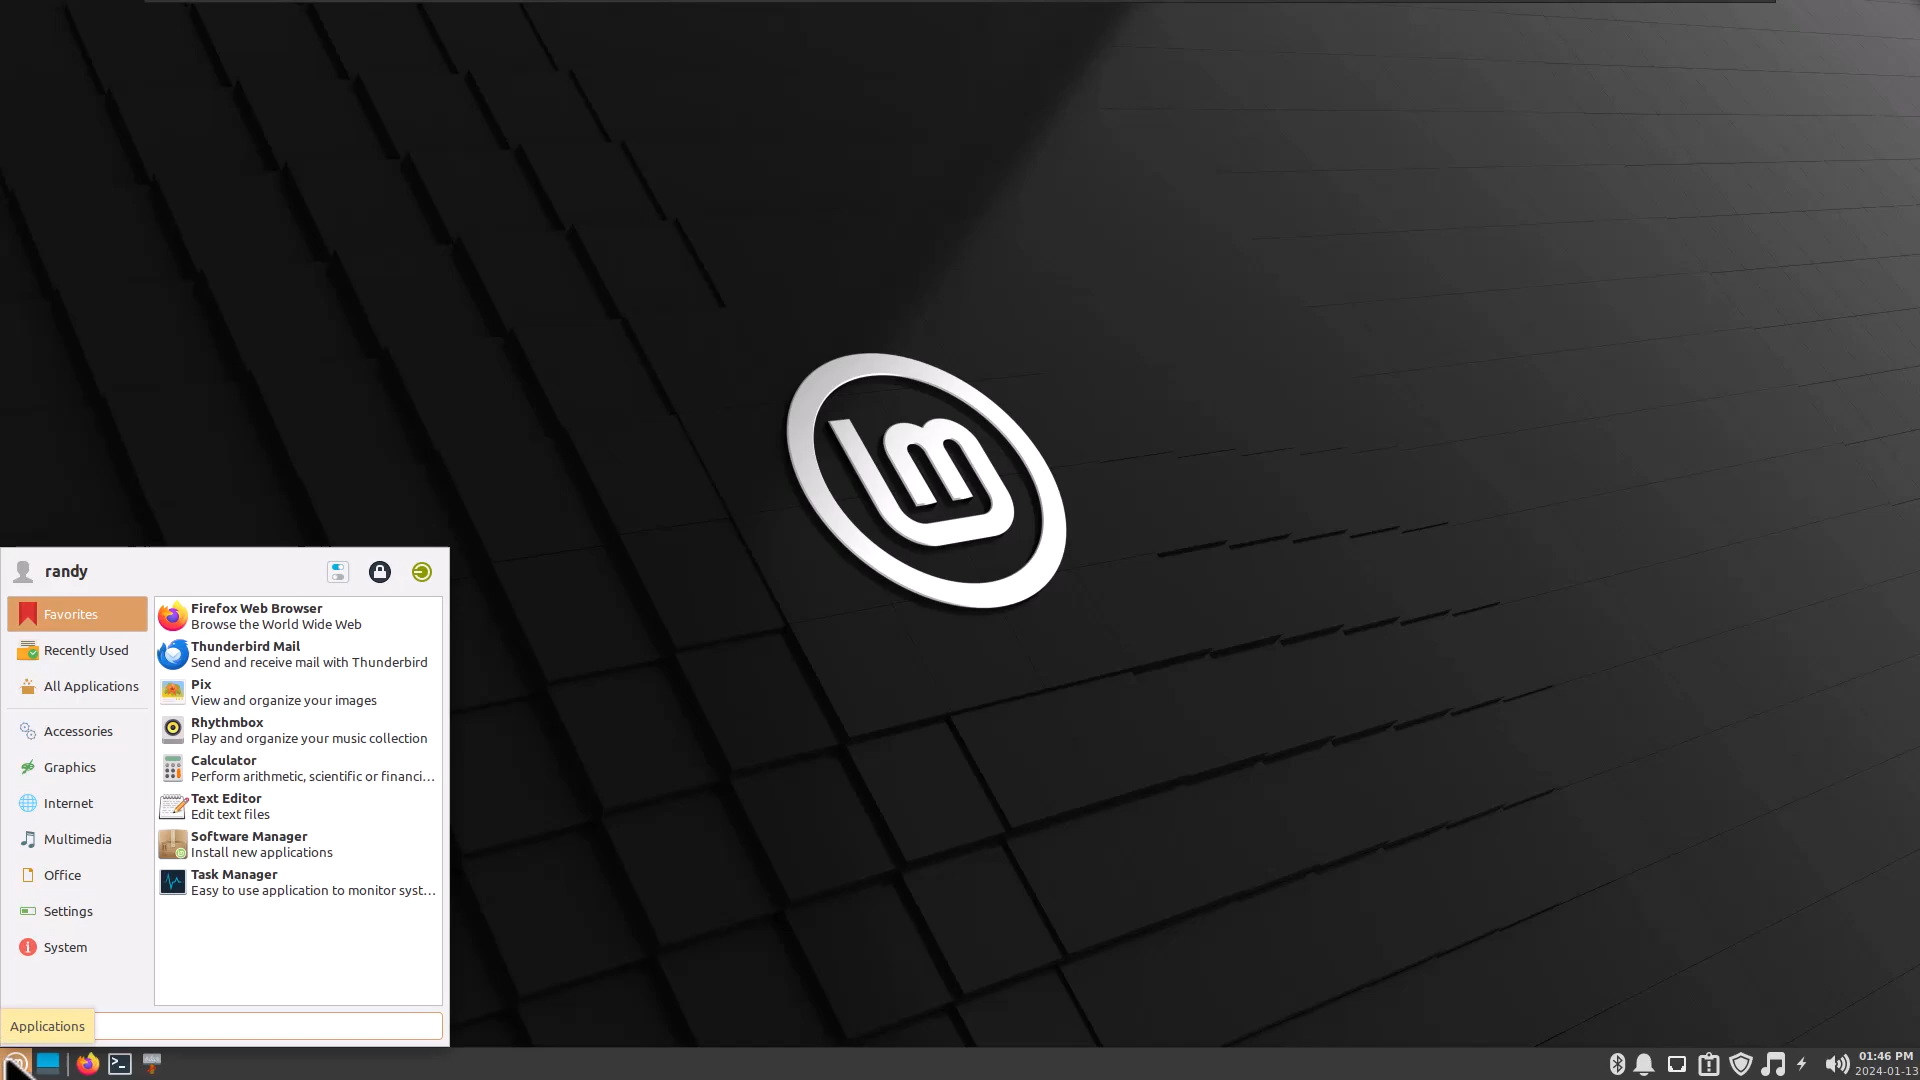 randy
Favorites
Recently Used
All Applications
Accessories
Graphics
Internet
Multimedia
Office
Settings
System
Firefox Web Browser
Browse the World Wide Web
Thunderbird Mail
Send and receive mail with Thunderbird
Pix
View and organize your images
Rhythmbox
Play and organize your music collection
Calculator
Perform arithmetic, scientific or financi...
Text Editor
Edit text files
Software Manager
Install new applications
Task Manager
Easy to use application to monitor syst...
Applications
01:46 PM
2024-01-13